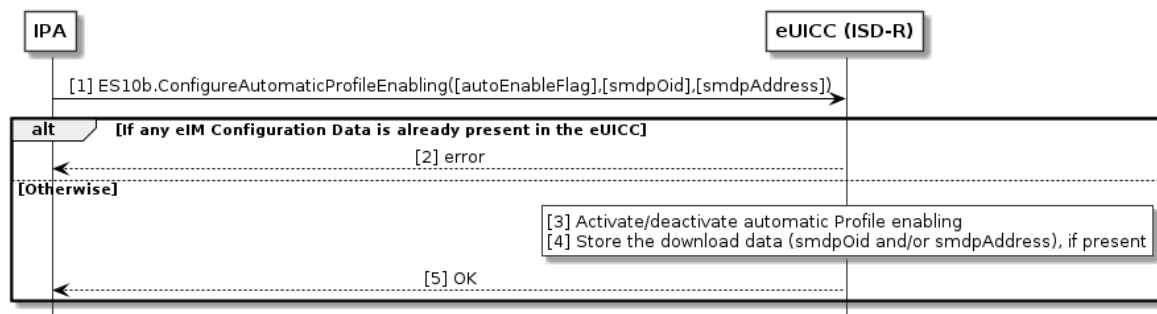 IPA
eUICC (ISD-R)
[1] ES10b.ConfigureAutomaticProfileEnabling([autoEnableFlag],[smdpOid],[smdpAddress])
alt
[If any eIM Configuration Data is already present in the eUICC]
[2] error
[Otherwise]
[3] Activate/deactivate automatic Profile enabling
[4] Store the download data (smdpOid and/or smdpAddress), if present
[5] OK